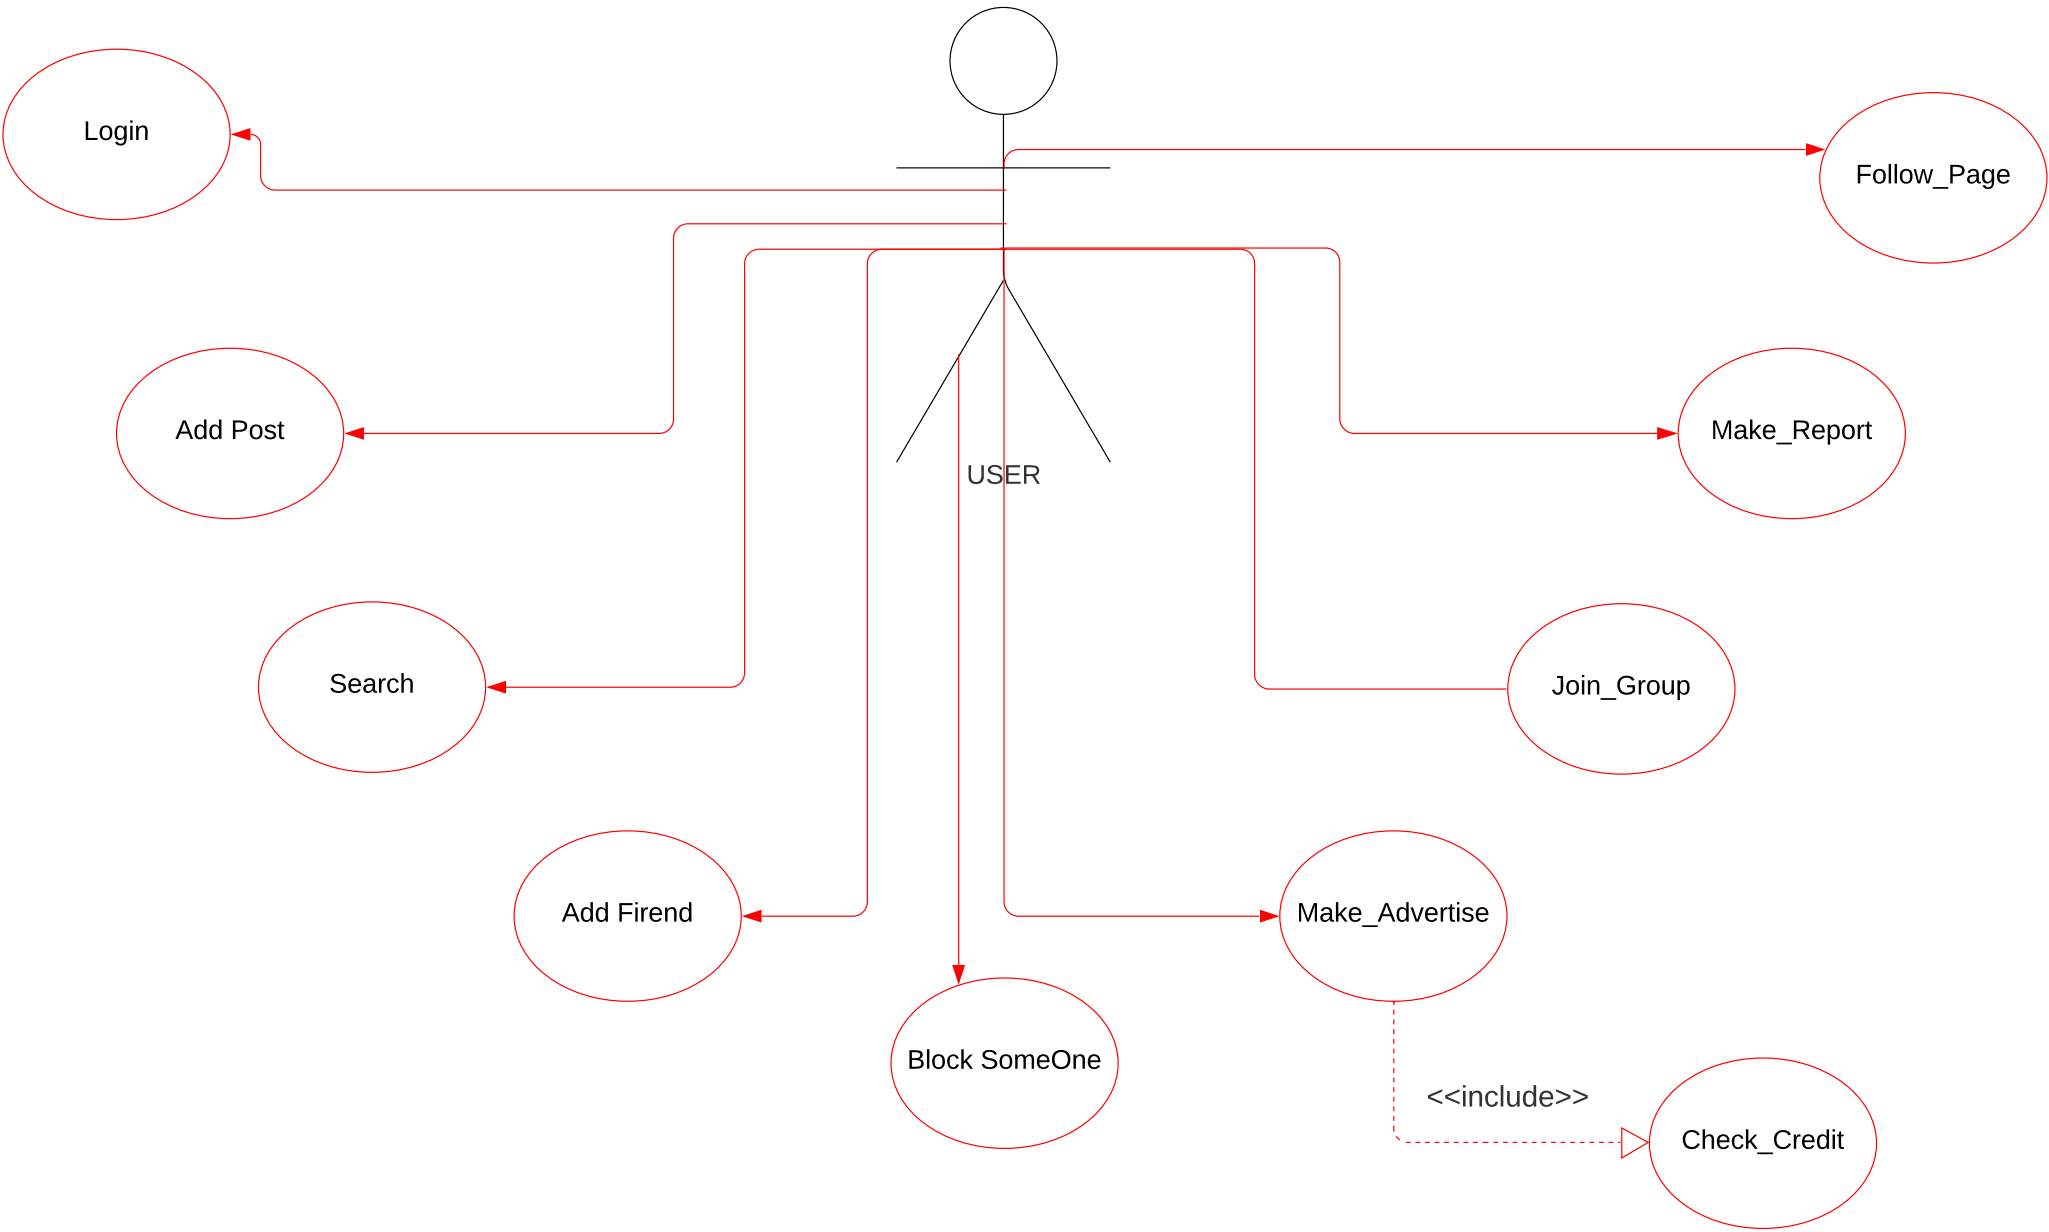 Login
Follow_Page
Add Post
Make_Report
USER
Search
Join_Group
Add Firend
Make_Advertise
Block SomeOne
<<include>>
Check_Credit